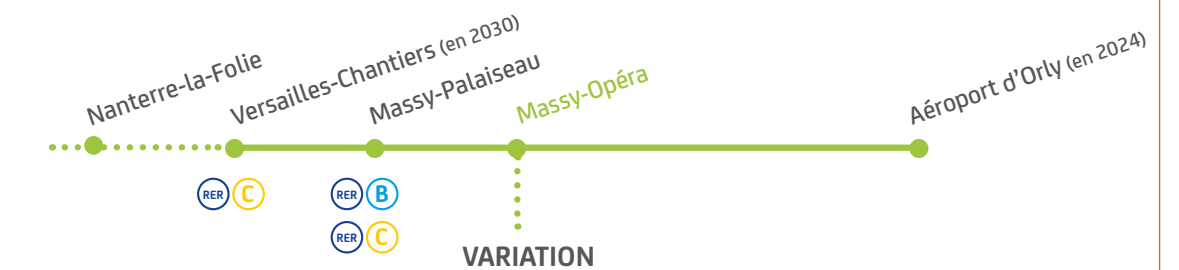 Nanterre-la-Folie
Versailles-Chantiers (en 2030)
Massy-Palaiseau
Massy-Opéra
Aéroport d'Orly (en 2024)
RER C
RER B
RER C
VARIATION